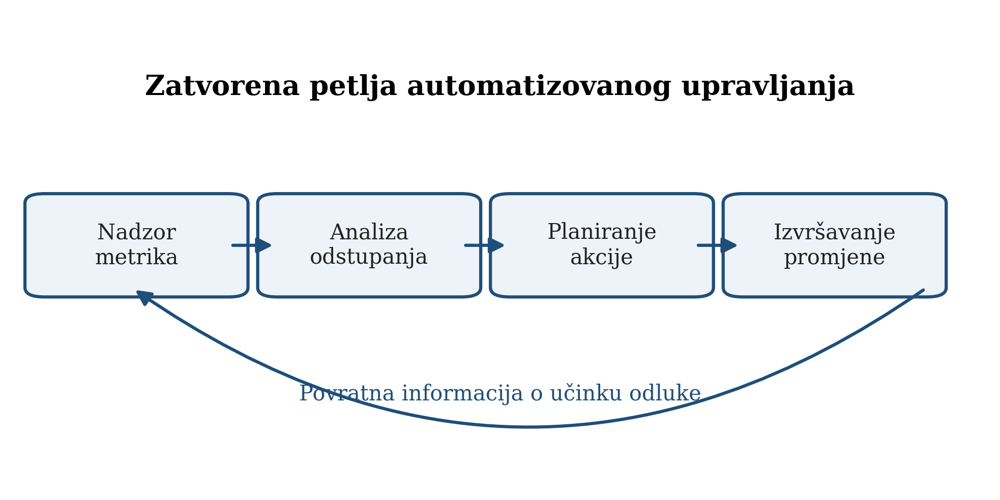 Zatvorena petlja automatizovanog upravljanja
Nadzor
metrika
Analiza
odstupanja
Planiranje
akcije
Izvršavanje
promjene
Povratna informacija o učinku odluke